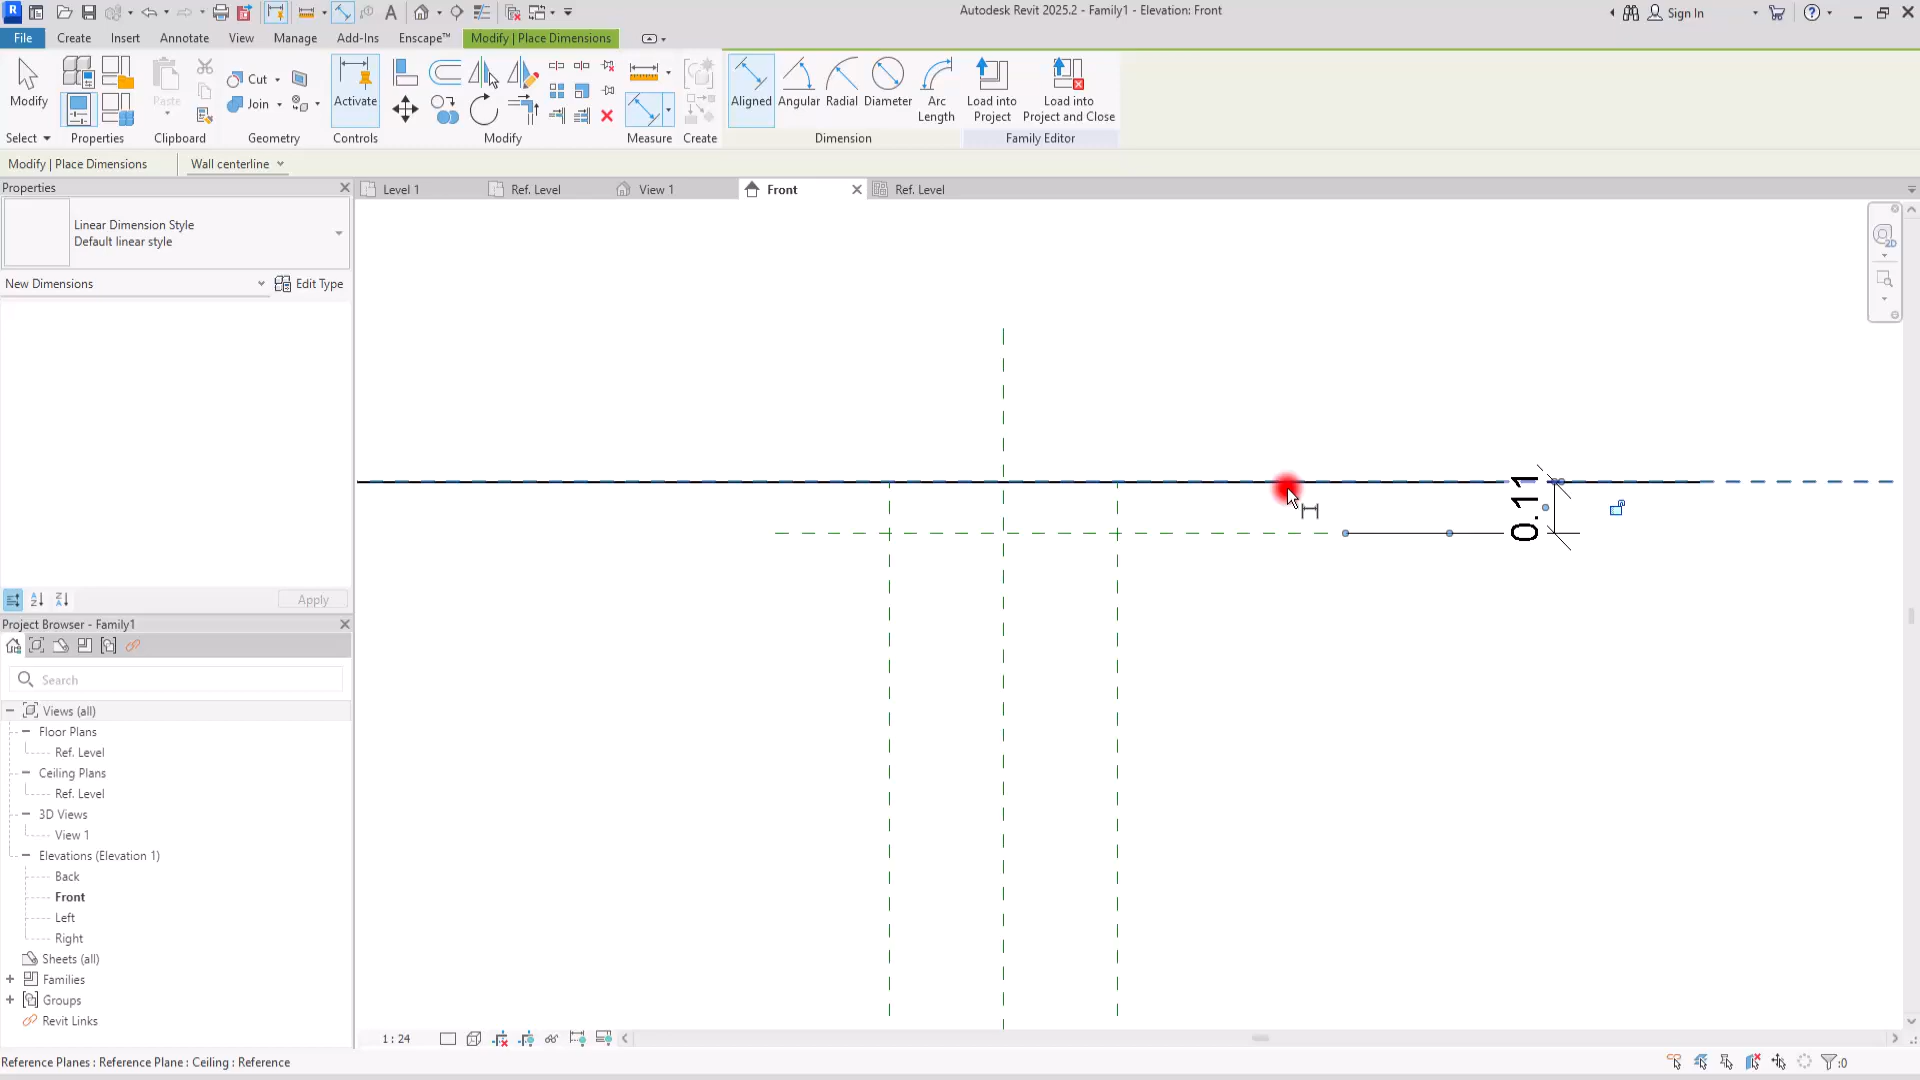 Autodesk Revit 2025.2 - Family1 - Elevation: Front
Sign In
File
Create
Insert
Annotate
View
Manage
Add-Ins
Enscape™
Modify | Place Dimensions
Modify
Paste
Cut
Join
Activate
Aligned
Angular
Radial
Diameter
Arc
Length
Load into
Project
Load into
Project and Close
Select
Properties
Clipboard
Geometry
Controls
Modify
Measure
Create
Dimension
Family Editor
Modify | Place Dimensions
Wall centerline
Properties
Level 1
Ref. Level
View 1
Front
Ref. Level
Linear Dimension Style
Default linear style
New Dimensions
Edit Type
2D
0.11
Apply
Project Browser - Family1
Search
Views (all)
Floor Plans
Ref. Level
Ceiling Plans
Ref. Level
3D Views
View 1
Elevations (Elevation 1)
Back
Front
Left
Right
Sheets (all)
Families
Groups
Revit Links
1 : 24
Reference Planes : Reference Plane : Ceiling : Reference
:0